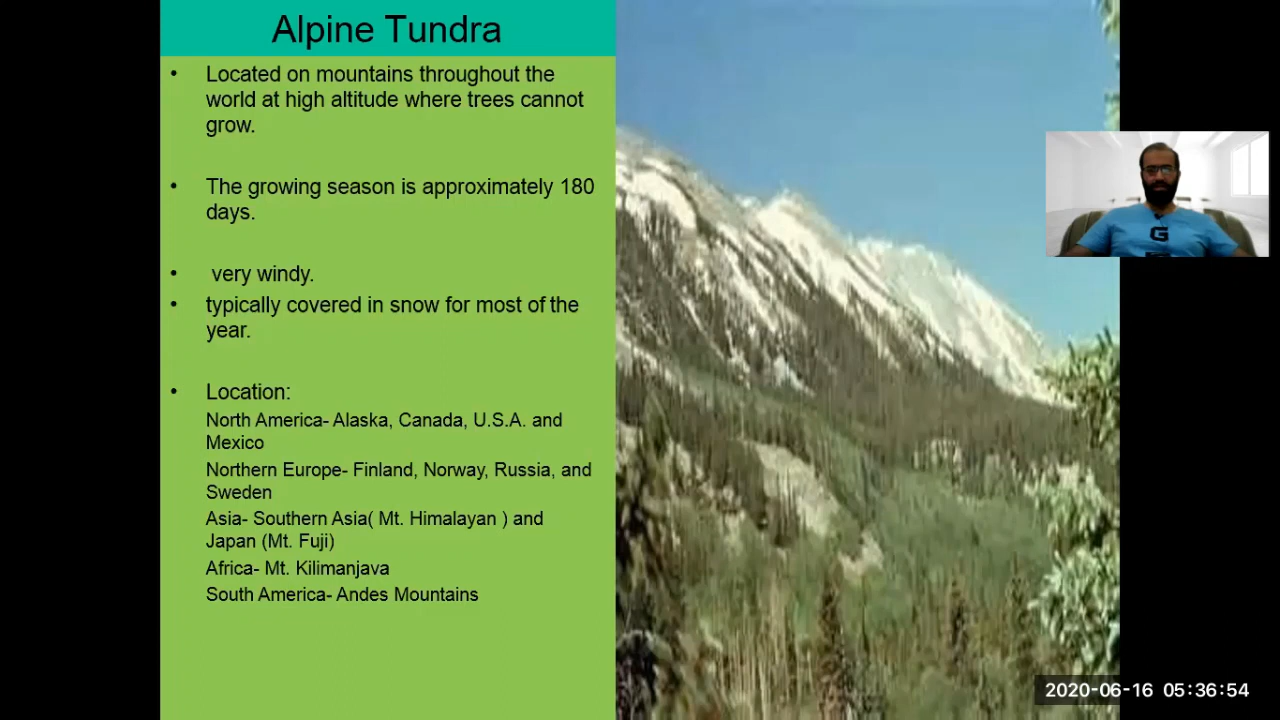 Alpine Tundra
• Located on mountains throughout the
world at high altitude where trees cannot
grow.
• The growing season is approximately 180
days.
• very windy.
• typically covered in snow for most of the
year.
• Location:
North America- Alaska, Canada, U.S.A. and
Mexico
Northern Europe- Finland, Norway, Russia, and
Sweden
Asia- Southern Asia( Mt. Himalayan ) and
Japan (Mt. Fuji)
Africa- Mt. Kilimanjava
South America- Andes Mountains
G
2020-06-16 05:36:54